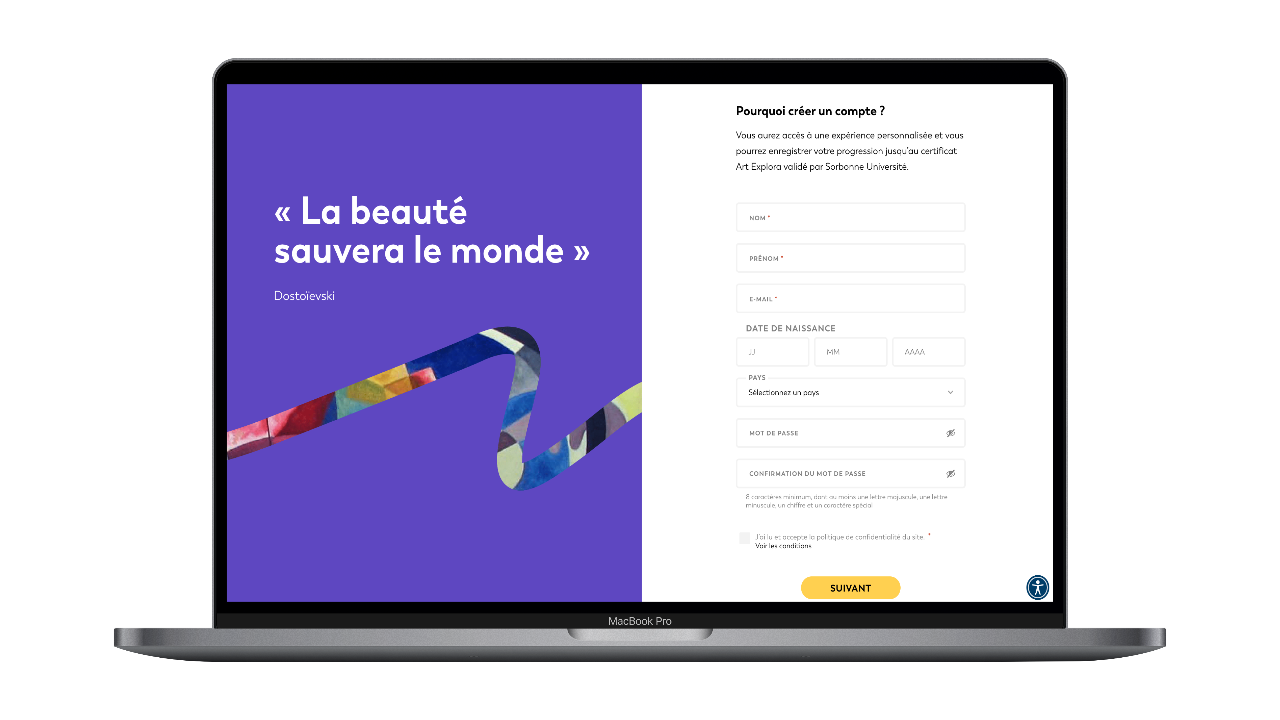 « La beauté
sauvera le monde »
Dostoïevski
Pourquoi créer un compte ?
Vous aurez accès à une expérience personnalisée et vous
pourrez enregistrer votre progression jusqu'au certificat
Art Explora validé par Sorbonne Université.
NOM *
PRÉNOM *
E-MAIL *
DATE DE NAISSANCE
JJ MM AAAA
PAYS
Sélectionnez un pays
MOT DE PASSE
CONFIRMATION DU MOT DE PASSE
8 caractères minimum, dont au moins une lettre majuscule, une lettre
minuscule, un chiffre et un caractère spécial
J'ai lu et accepte la politique de confidentialité du site *
Voir les conditions
SUIVANT
MacBook Pro